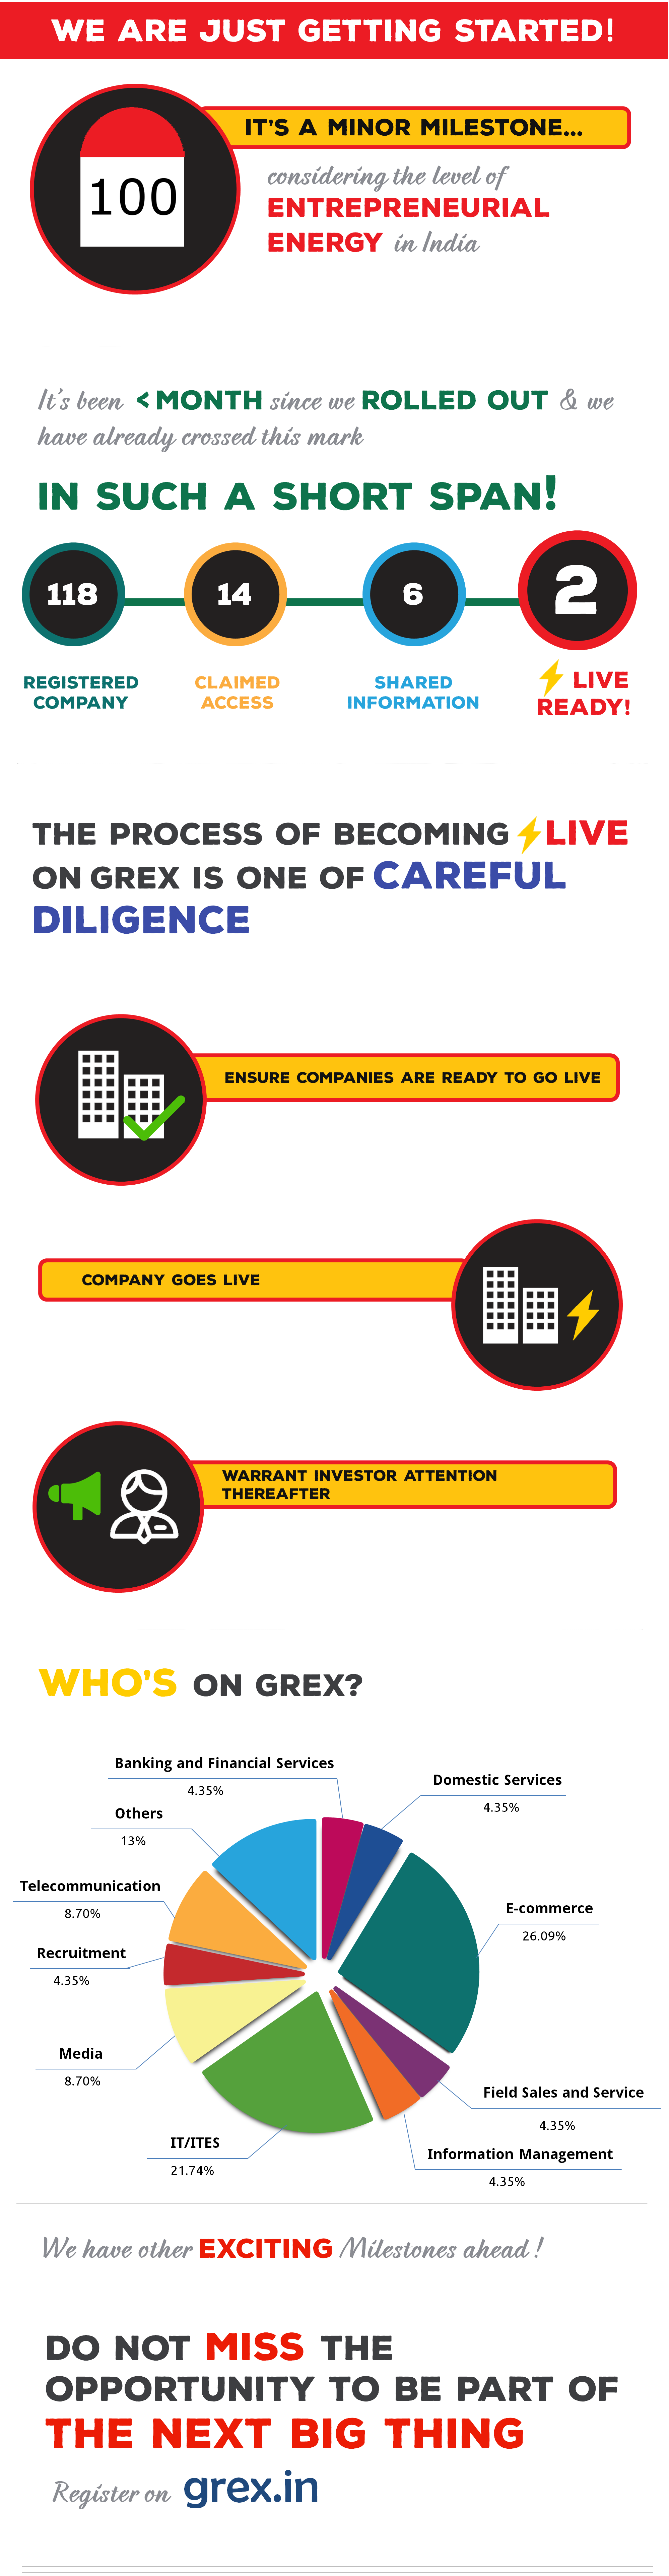 WE ARE JUST GETTING STARTED!
IT'S A MINOR MILESTONE...
100
considering the level of
ENTREPRENEURIAL
ENERGY in India
It's been < MONTH since we ROLLED OUT & we
have already crossed this mark
IN SUCH A SHORT SPAN!
118
14
6
2
REGISTERED
COMPANY
CLAIMED
ACCESS
SHARED
INFORMATION
LIVE
READY!
THE PROCESS OF BECOMING LIVE
ON GREX IS ONE OF CAREFUL
DILIGENCE
ENSURE COMPANIES ARE READY TO GO LIVE
COMPANY GOES LIVE
WARRANT INVESTOR ATTENTION
THEREAFTER
WHO'S ON GREX?
Banking and Financial Services
4.35%
Domestic Services
4.35%
Others
13%
Telecommunication
8.70%
E-commerce
26.09%
Recruitment
4.35%
Media
8.70%
Field Sales and Service
4.35%
IT/ITES
21.74%
Information Management
4.35%
We have other EXCITING Milestones ahead !
DO NOT MISS THE
OPPORTUNITY TO BE PART OF
THE NEXT BIG THING
Register on grex.in